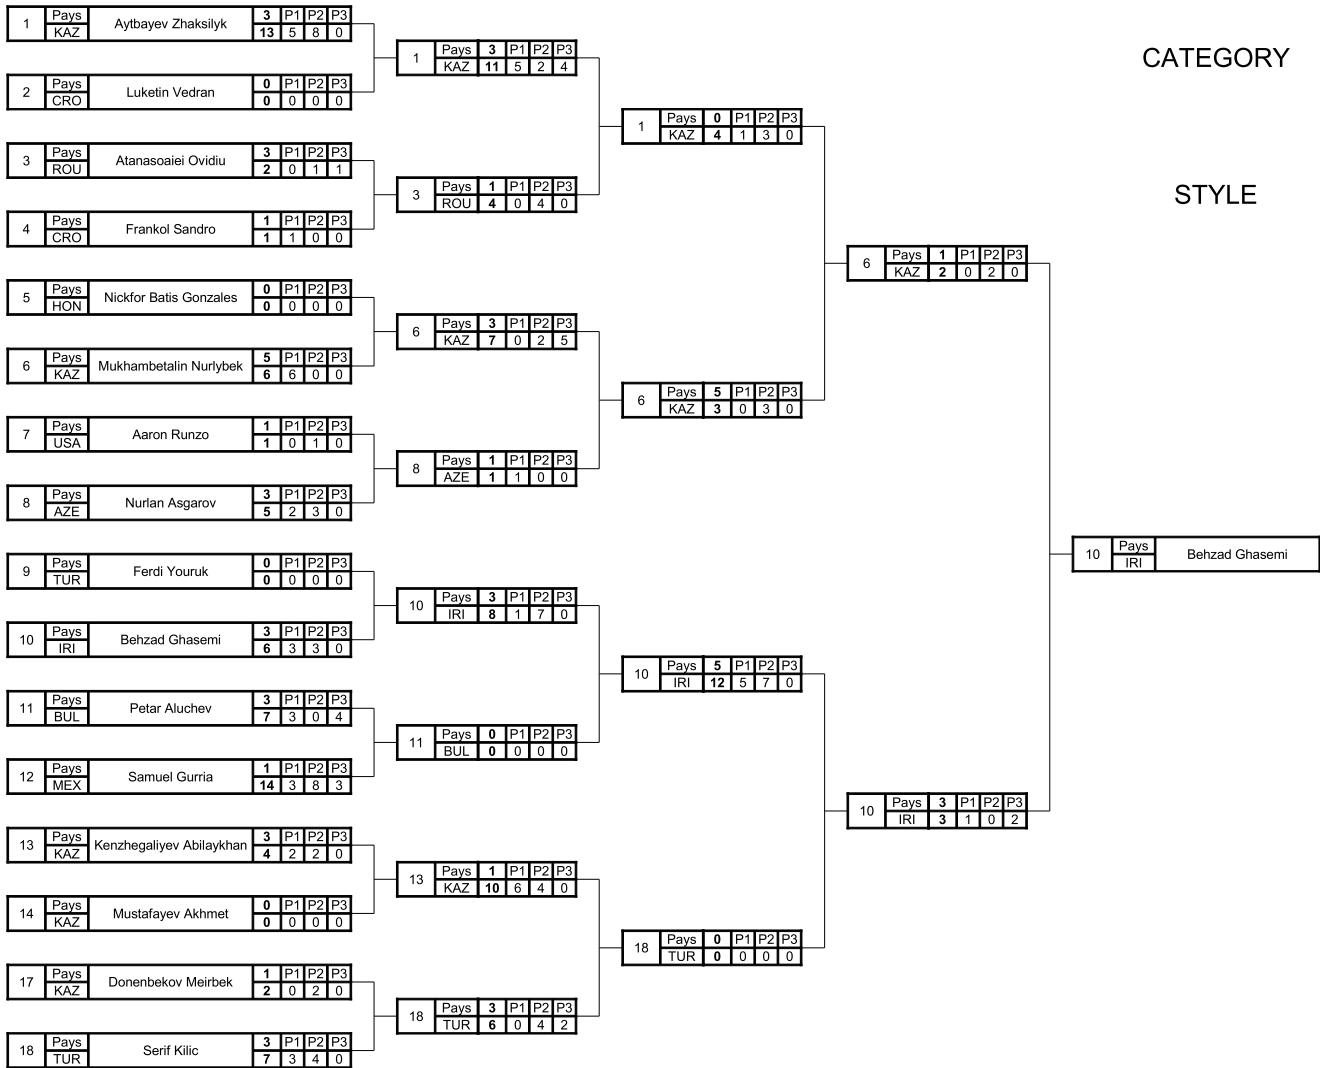 CATEGORY
STYLE
1 Pays Aytbayev Zhaksilyk 3 P1 P2 P3
KAZ 13 5 8 0
2 Pays Luketin Vedran 0 P1 P2 P3
CRO 0 0 0 0
3 Pays Atanasoaiei Ovidiu 3 P1 P2 P3
ROU 2 0 1 1
4 Pays Frankol Sandro 1 P1 P2 P3
CRO 1 1 0 0
5 Pays Nickfor Batis Gonzales 0 P1 P2 P3
HON 0 0 0 0
6 Pays Mukhambetalin Nurlybek 5 P1 P2 P3
KAZ 6 6 0 0
7 Pays Aaron Runzo 1 P1 P2 P3
USA 1 0 1 0
8 Pays Nurlan Asgarov 3 P1 P2 P3
AZE 5 2 3 0
9 Pays Ferdi Youruk 0 P1 P2 P3
TUR 0 0 0 0
10 Pays Behzad Ghasemi 3 P1 P2 P3
IRI 6 3 3 0
11 Pays Petar Aluchev 3 P1 P2 P3
BUL 7 3 0 4
12 Pays Samuel Gurria 1 P1 P2 P3
MEX 14 3 8 3
13 Pays Kenzhegaliyev Abilaykhan 3 P1 P2 P3
KAZ 4 2 2 0
14 Pays Mustafayev Akhmet 0 P1 P2 P3
KAZ 0 0 0 0
17 Pays Donenbekov Meirbek 1 P1 P2 P3
KAZ 2 0 2 0
18 Pays Serif Kilic 3 P1 P2 P3
TUR 7 3 4 0
1 Pays 3 P1 P2 P3
KAZ 11 5 2 4
3 Pays 1 P1 P2 P3
ROU 4 0 4 0
6 Pays 3 P1 P2 P3
KAZ 7 0 2 5
8 Pays 1 P1 P2 P3
AZE 1 1 0 0
10 Pays 3 P1 P2 P3
IRI 8 1 7 0
11 Pays 0 P1 P2 P3
BUL 0 0 0 0
13 Pays 1 P1 P2 P3
KAZ 10 6 4 0
18 Pays 3 P1 P2 P3
TUR 6 0 4 2
1 Pays 0 P1 P2 P3
KAZ 4 1 3 0
6 Pays 5 P1 P2 P3
KAZ 3 0 3 0
10 Pays 5 P1 P2 P3
IRI 12 5 7 0
18 Pays 0 P1 P2 P3
TUR 0 0 0 0
6 Pays 1 P1 P2 P3
KAZ 2 0 2 0
10 Pays 3 P1 P2 P3
IRI 3 1 0 2
10 Pays Behzad Ghasemi
IRI